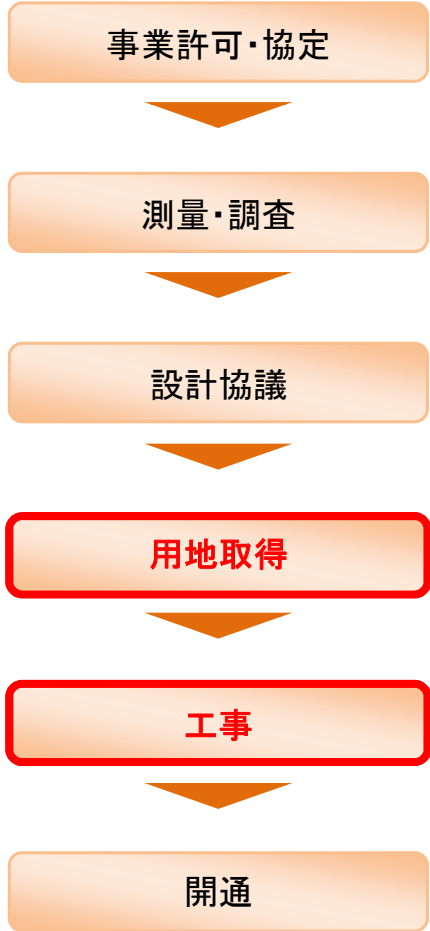 事業許可・協定
測量・調査
設計協議
用地取得
工事
開通